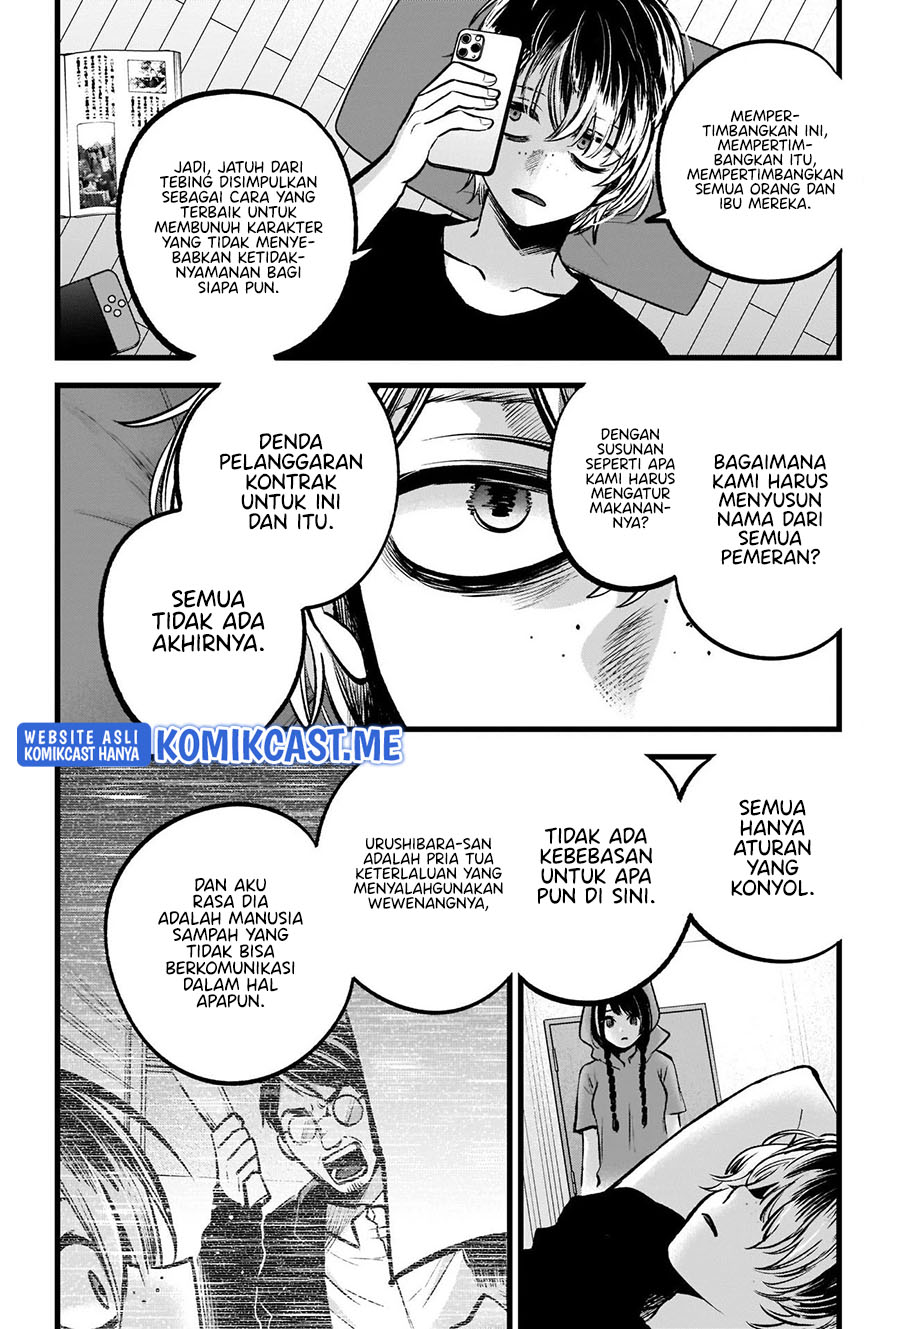 MEMPER-
TIMBANGKAN INI,
MEMPERTIM-
BANGKAN ITU,
MEMPERTIMBANGKAN
SEMUA ORANG DAN
IBU MEREKA.
JADI, JATUH DARI
TEBING DISIMPULKAN
SEBAGAI CARA YANG
TERBAIK UNTUK
MEMBUNUH KARAKTER
YANG TIDAK MENYE-
BABKAN KETIDAK-
NYAMANAN BAGI
SIAPA PUN.
BAGAIMANA
KAMI HARUS
MENYUSUN
NAMA DARI
SEMUA
PEMERAN?
DENGAN
SUSUNAN
SEPERTI APA
KAMI HARUS
MENGATUR
MAKANAN-
NYA?
DENDA
PELANGGARAN
KONTRAK
UNTUK INI
DAN ITU.
SEMUA
TIDAK ADA
AKHIRNYA.
WEBSITE ASLI
KOMIKCAST HANYA
KOMIKCAST.ME
SEMUA
HANYA
ATURAN
YANG
KONYOL.
TIDAK ADA
KEBEBASAN
UNTUK APA
PUN DI SINI.
URUSHIBARA-SAN
ADALAH PRIA TUA
KETERLALUAN YANG
MENYALAHGUNAKAN
WEWENANGNYA,
DAN AKU
RASA DIA
ADALAH MANUSIA
SAMPAH YANG
TIDAK BISA
BERKOMUNIKASI
DALAM HAL
APAPUN.